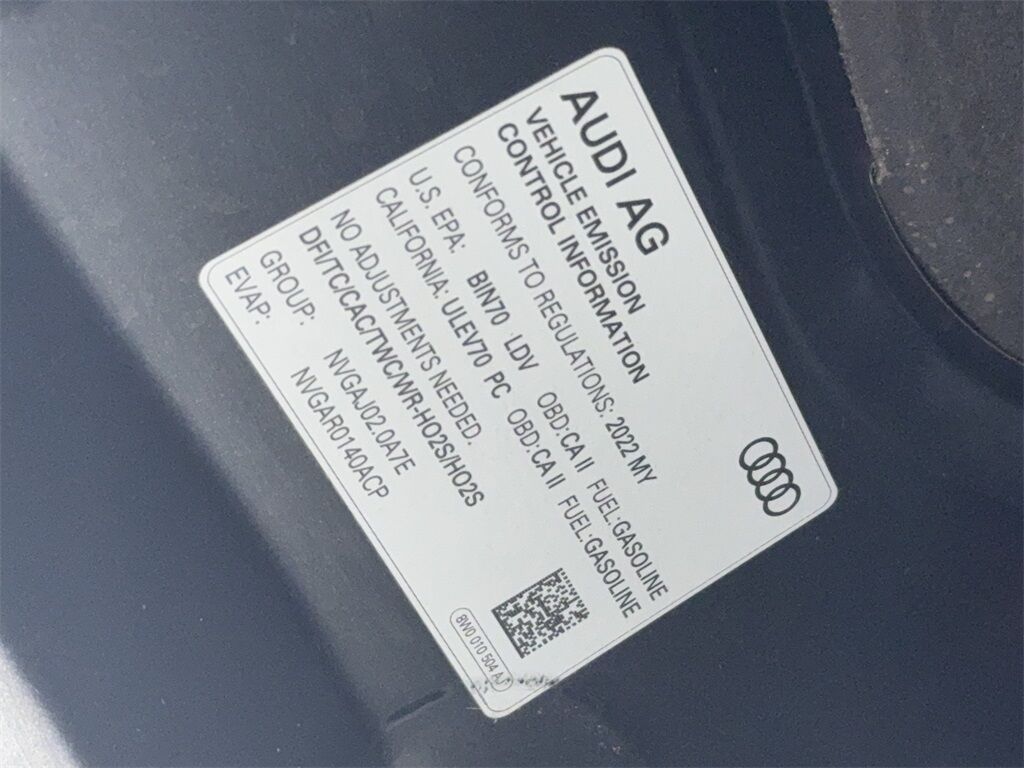 AUDI AG
VEHICLE EMISSION
CONTROL INFORMATION
CONFORMS TO REGULATIONS: 2022 MY
U.S. EPA: BIN70 LDV OBD:CA II FUEL:GASOLINE
CALIFORNIA: ULEV70 PC OBD:CA II FUEL:GASOLINE
NO ADJUSTMENTS NEEDED.
DFI/TC/CAC/TWC/WR-HO2S/HO2S
GROUP: NVGAJ02.0A7E
EVAP: NVGAR0140ACP
8W0 010 504 AJ